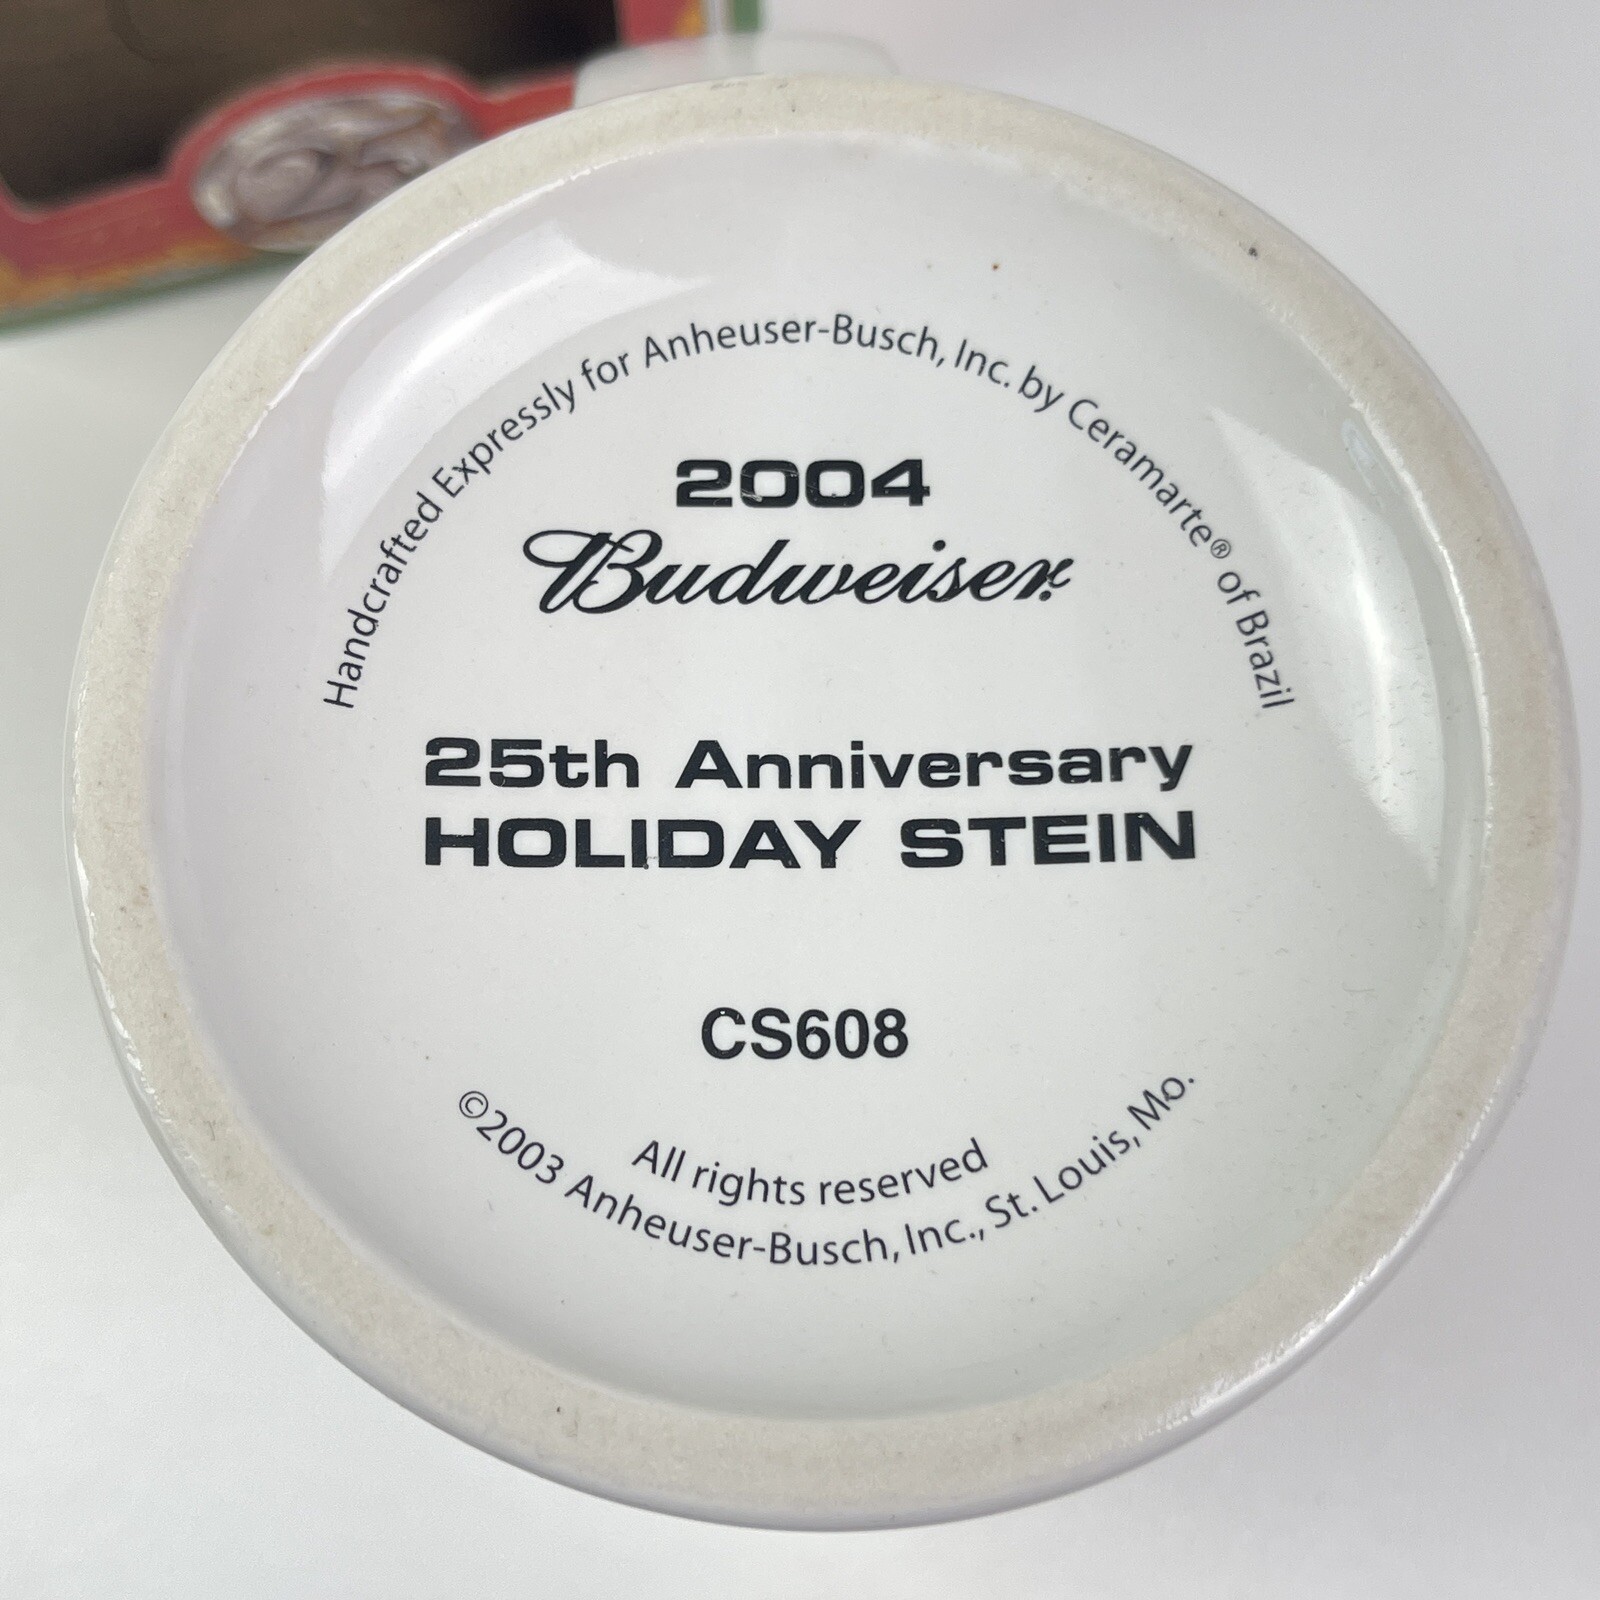 Handcrafted Expressly for Anheuser-Busch, Inc. by Ceramarte® of Brazil
2004
Budweiser.
25th Anniversary
HOLIDAY STEIN
CS608
All rights reserved
©2003 Anheuser-Busch, Inc., St. Louis, Mo.
25